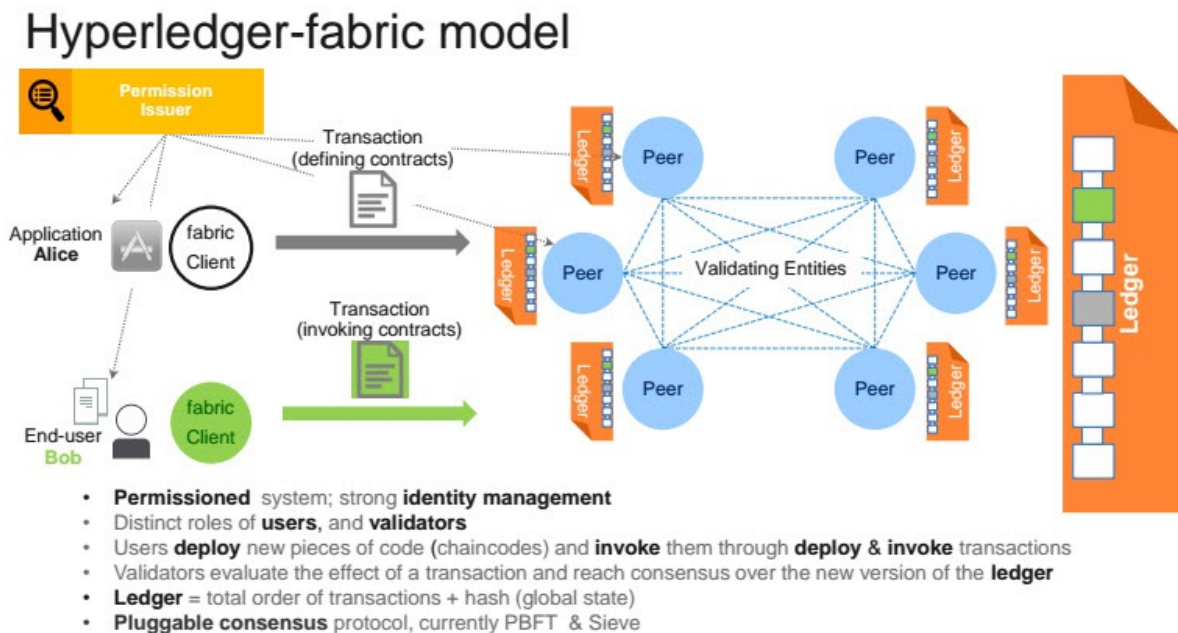 Hyperledger-fabric model
Permission
Issuer
Transaction
(defining contracts)
Application
Alice
fabric
Client
Transaction
(invoking contracts)
End-user
Bob
fabric
Client
Ledger
Peer
Peer
Ledger
Ledger
Peer
Validating Entities
Peer
Ledger
Ledger
Peer
Peer
Ledger
Ledger
• Permissioned system; strong identity management
• Distinct roles of users, and validators
• Users deploy new pieces of code (chaincodes) and invoke them through deploy & invoke transactions
• Validators evaluate the effect of a transaction and reach consensus over the new version of the ledger
• Ledger = total order of transactions + hash (global state)
• Pluggable consensus protocol, currently PBFT & Sieve